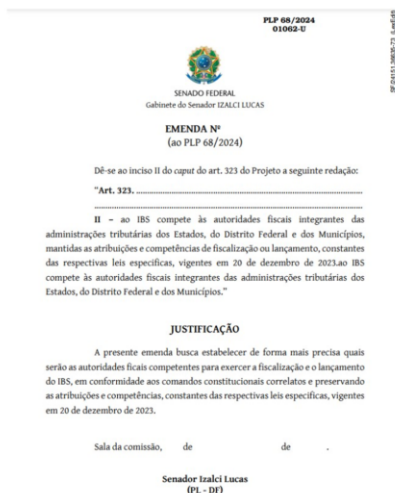 PLP 68/2024
01062-U
SENADO FEDERAL
Gabinete do Senador IZALCI LUCAS
EMENDA Nº
(ao PLP 68/2024)
Dê-se ao inciso II do caput do art. 323 do Projeto a seguinte redação:
“Art. 323. ..........................................................................
..........................................................................................
II – ao IBS compete às autoridades fiscais integrantes das
administrações tributárias dos Estados, do Distrito Federal e dos Municípios,
mantidas as atribuições e competências de fiscalização ou lançamento, constantes
das respectivas leis específicas, vigentes em 20 de dezembro de 2023.ao IBS
compete às autoridades fiscais integrantes das administrações tributárias dos
Estados, do Distrito Federal e dos Municípios.”
JUSTIFICAÇÃO
A presente emenda busca estabelecer de forma mais precisa quais
serão as autoridades ficais competentes para exercer a fiscalização e o lançamento
do IBS, em conformidade aos comandos constitucionais correlatos e preservando
as atribuições e competências, constantes das respectivas leis específicas, vigentes
em 20 de dezembro de 2023.
Sala da comissão, de de .
Senador Izalci Lucas
(PL - DF)